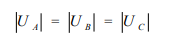 |U_A| = |U_B| = |U_C|